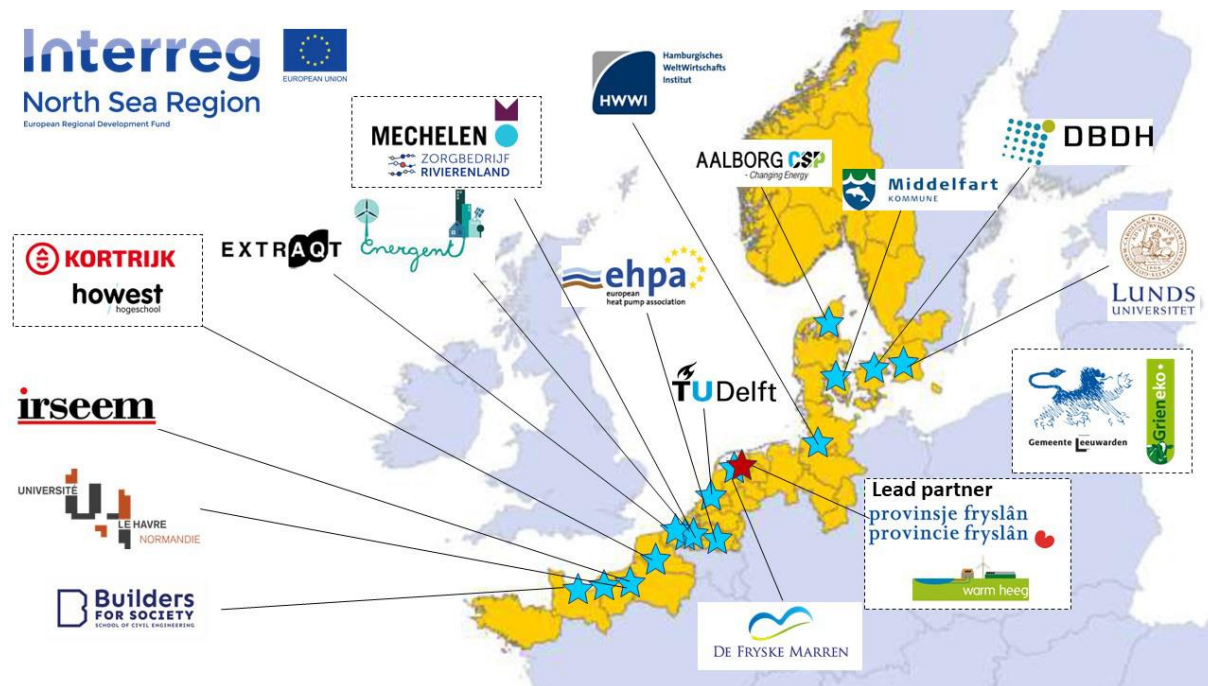 Interreg
EUROPEAN UNION
North Sea Region
European Regional Development Fund
HWWI
Hamburgisches
WeltWirtschafts
Institut
MECHELEN
ZORGBEDRIJF
RIVIERENLAND
AALBORG CSP
- Changing Energy
Middelfart
KOMMUNE
DBDH
KORTRIJK
howest
hogeschool
EXTRAQT
Energent
ehpa
european
heat pump association
LUNDS
UNIVERSITET
TU Delft
irseem
Gemeente Leeuwarden
Grieneko
UNIVERSITÉ
LE HAVRE
NORMANDIE
Lead partner
provinsje fryslân
provincie fryslân
warm heeg
Builders
FOR SOCIETY
SCHOOL OF CIVIL ENGINEERING
DE FRYSKE MARREN